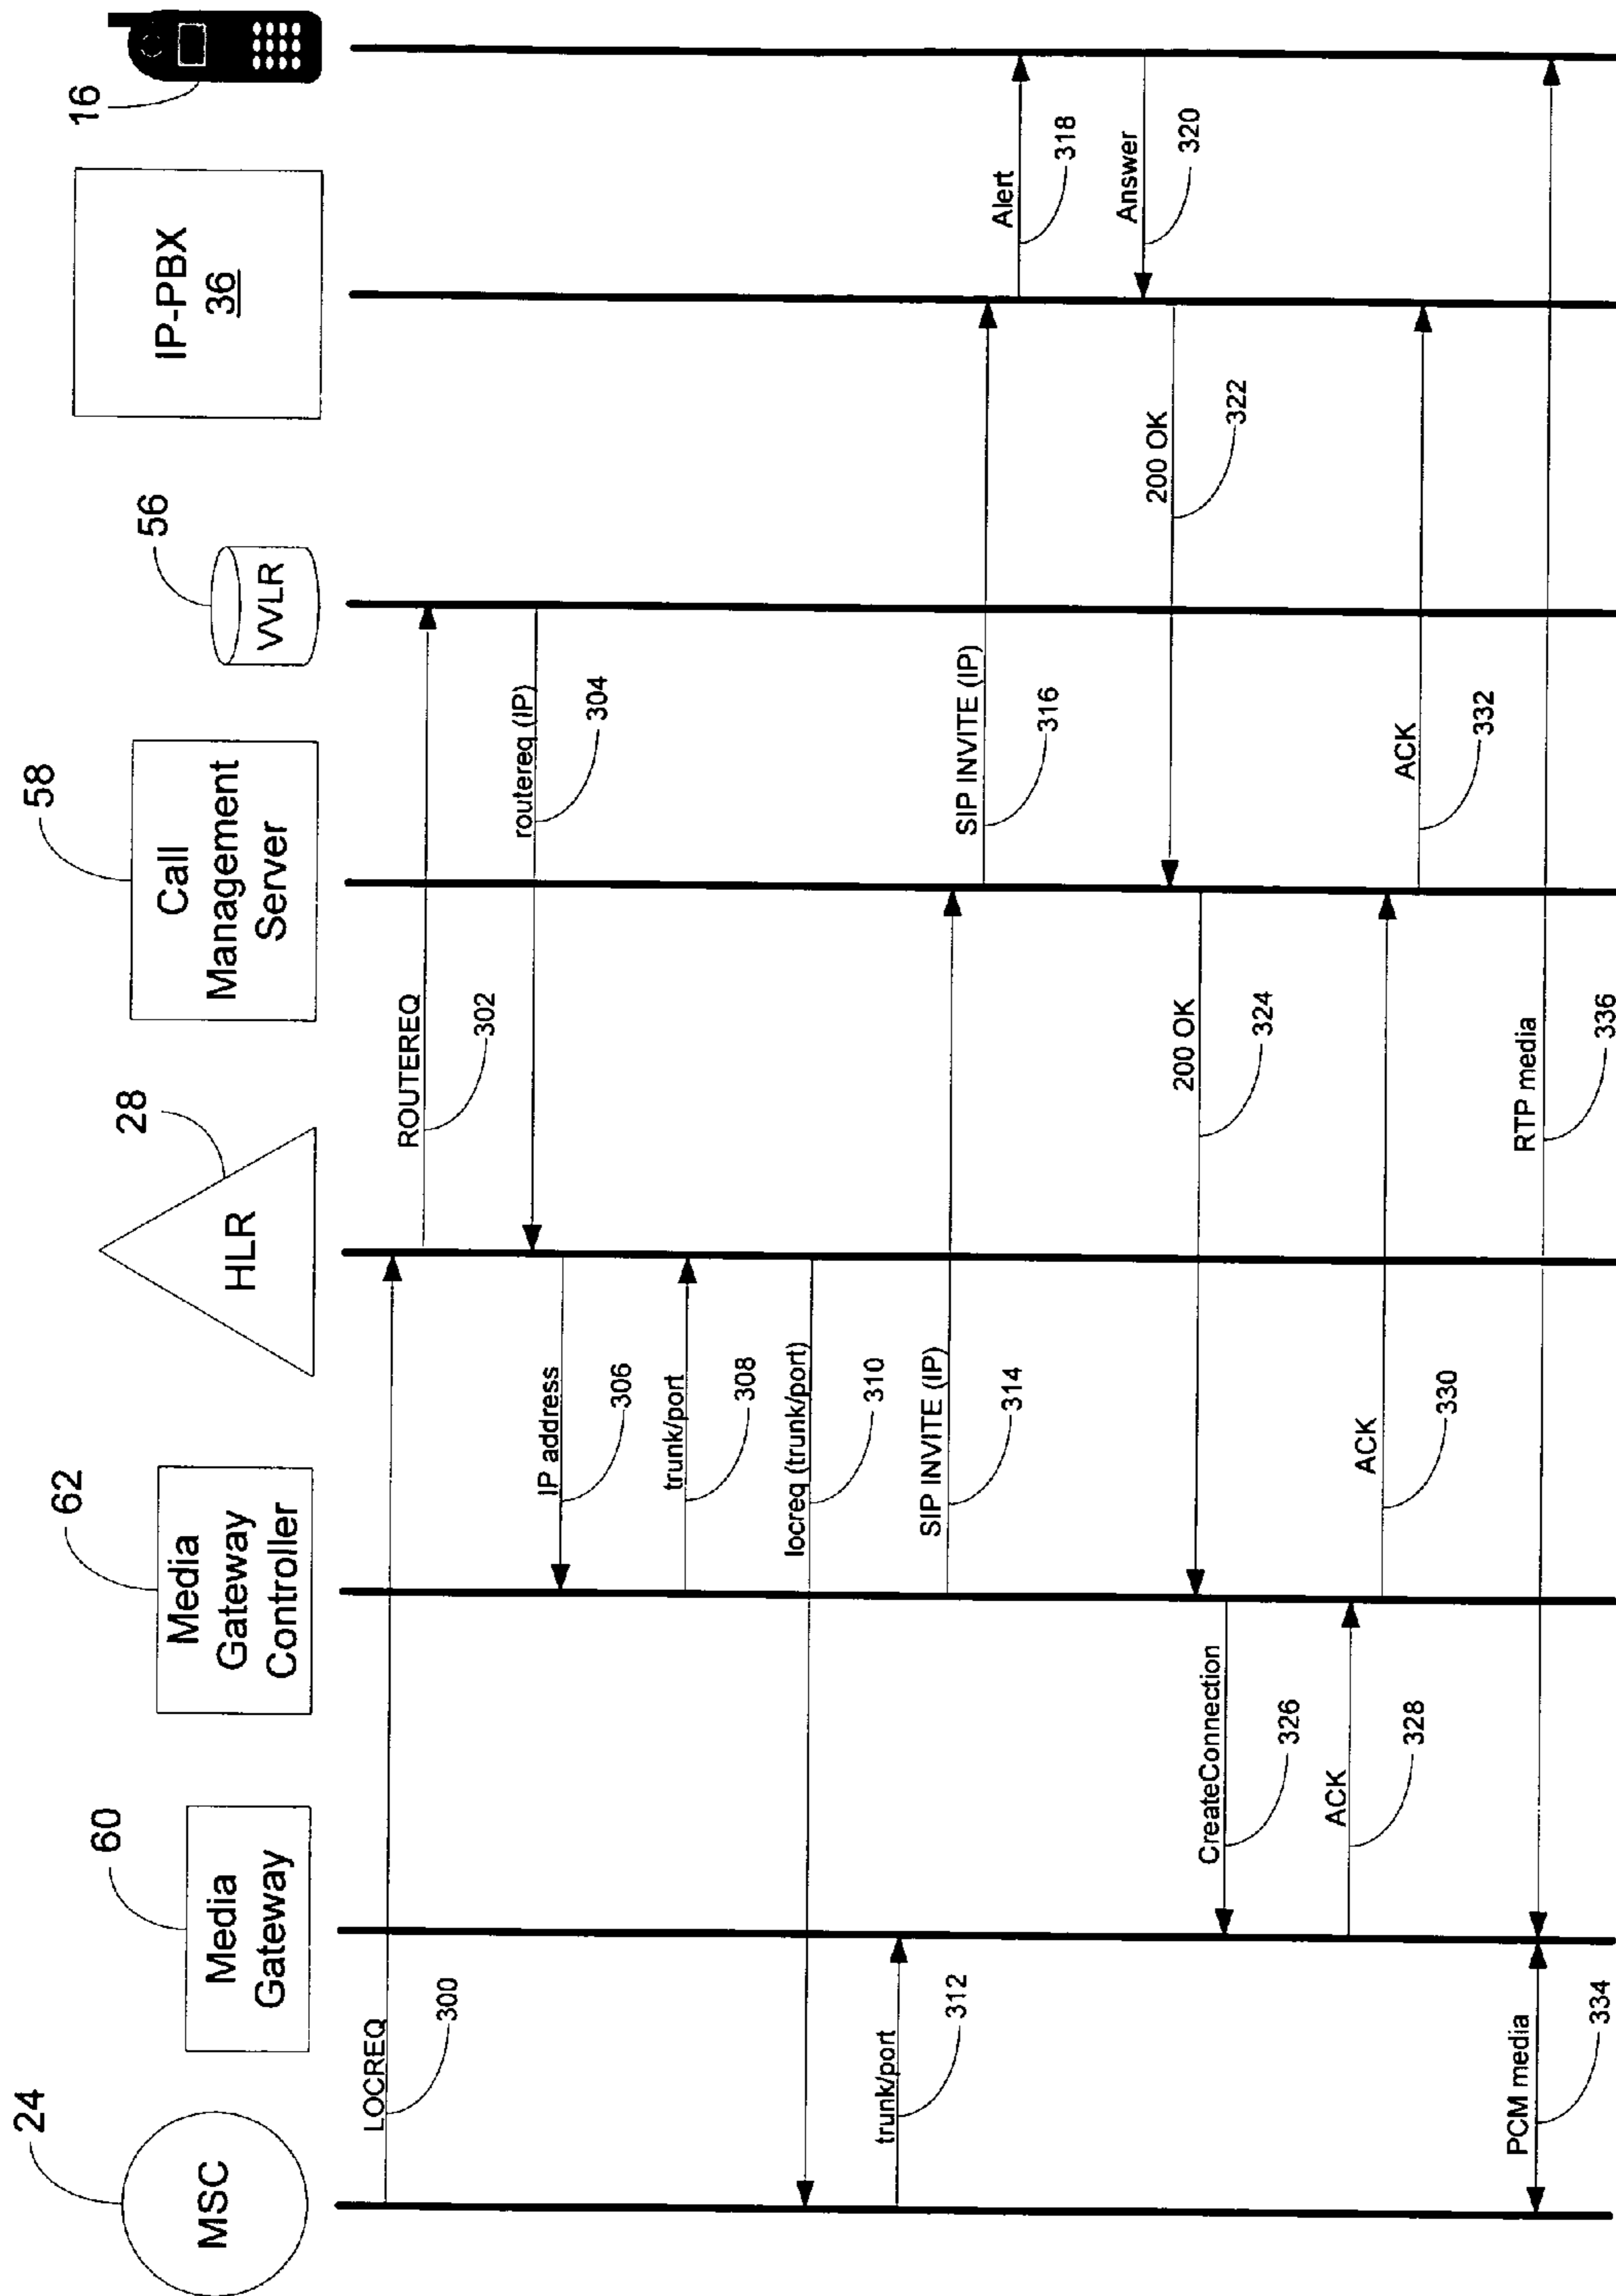 24
MSC
60
Media
Gateway
62
Media
Gateway
Controller
28
HLR
58
Call
Management
Server
56
VVLR
IP-PBX
36
16
LOCREQ
300
ROUTEREQ
302
routereq (IP)
304
IP address
306
trunk/port
308
locreq (trunk/port)
310
trunk/port
312
SIP INVITE (IP)
314
SIP INVITE (IP)
316
Alert
318
Answer
320
200 OK
322
200 OK
324
CreateConnection
326
ACK
328
ACK
330
ACK
332
PCM media
334
RTP media
336